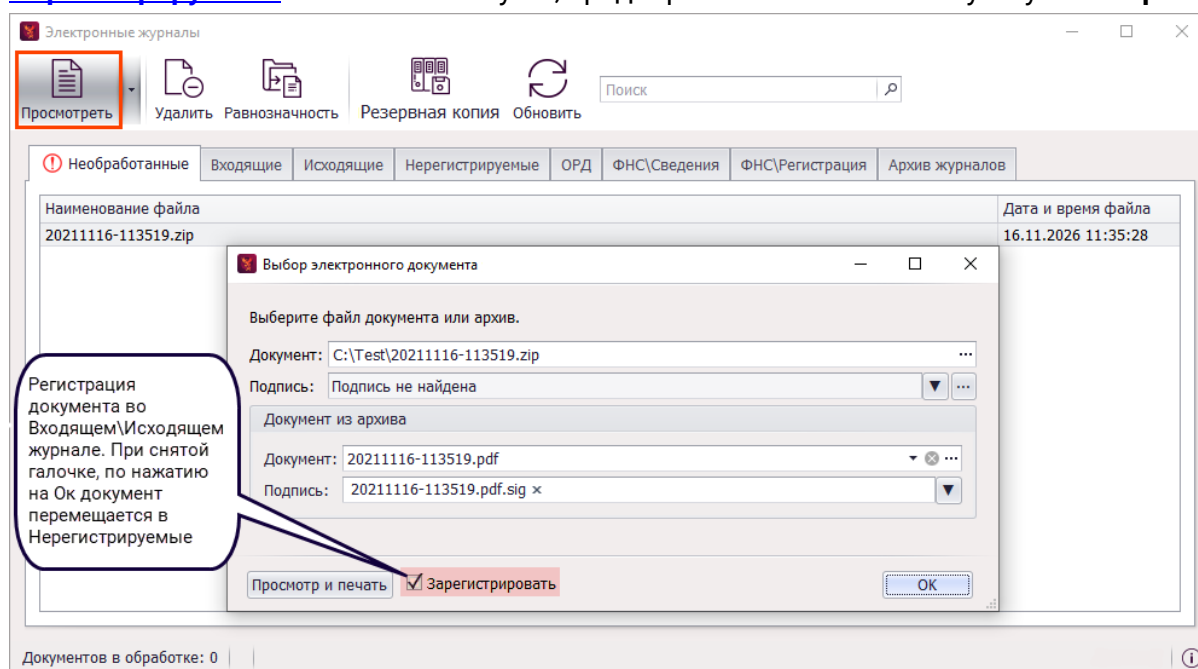 Электронные журналы
Просмотреть Удалить Равнозначность Резервная копия Обновить Поиск
Необработанные Входящие Исходящие Нерегистрируемые ОРД ФНС\Сведения ФНС\Регистрация Архив журналов
Наименование файла Дата и время файла
20211116-113519.zip 16.11.2026 11:35:28
Выбор электронного документа
Выберите файл документа или архив.
Документ: C:\Test\20211116-113519.zip
Подпись: Подпись не найдена
Документ из архива
Документ: 20211116-113519.pdf
Подпись: 20211116-113519.pdf.sig ×
Регистрация
документа во
Входящем\Исходящем
журнале. При снятой
галочке, по нажатию
на Ок документ
перемещается в
Нерегистрируемые
Просмотр и печать Зарегистрировать OK
Документов в обработке: 0